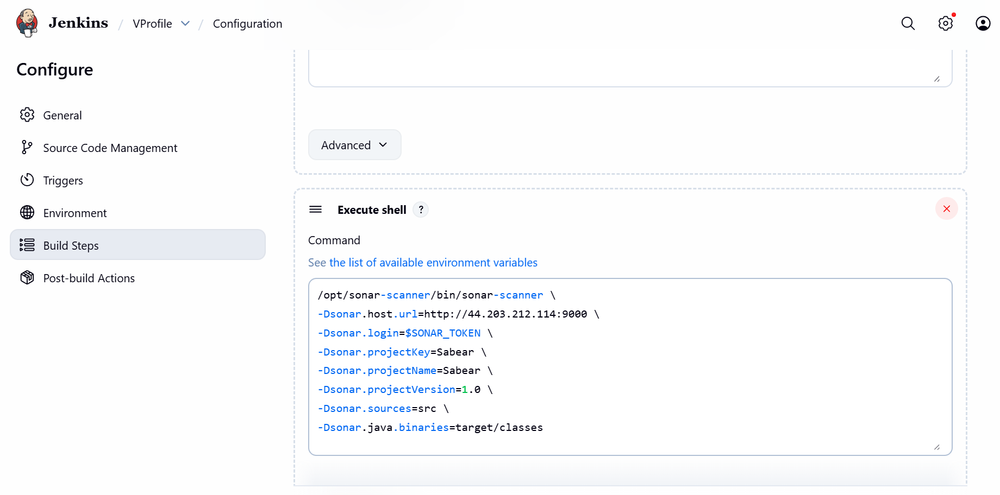 Jenkins / VProfile / Configuration
Configure
General
Source Code Management
Triggers
Environment
Build Steps
Post-build Actions
Advanced
Execute shell ?
Command
See the list of available environment variables
/opt/sonar-scanner/bin/sonar-scanner \
-Dsonar.host.url=http://44.203.212.114:9000 \
-Dsonar.login=$SONAR_TOKEN \
-Dsonar.projectKey=Sabear \
-Dsonar.projectName=Sabear \
-Dsonar.projectVersion=1.0 \
-Dsonar.sources=src \
-Dsonar.java.binaries=target/classes